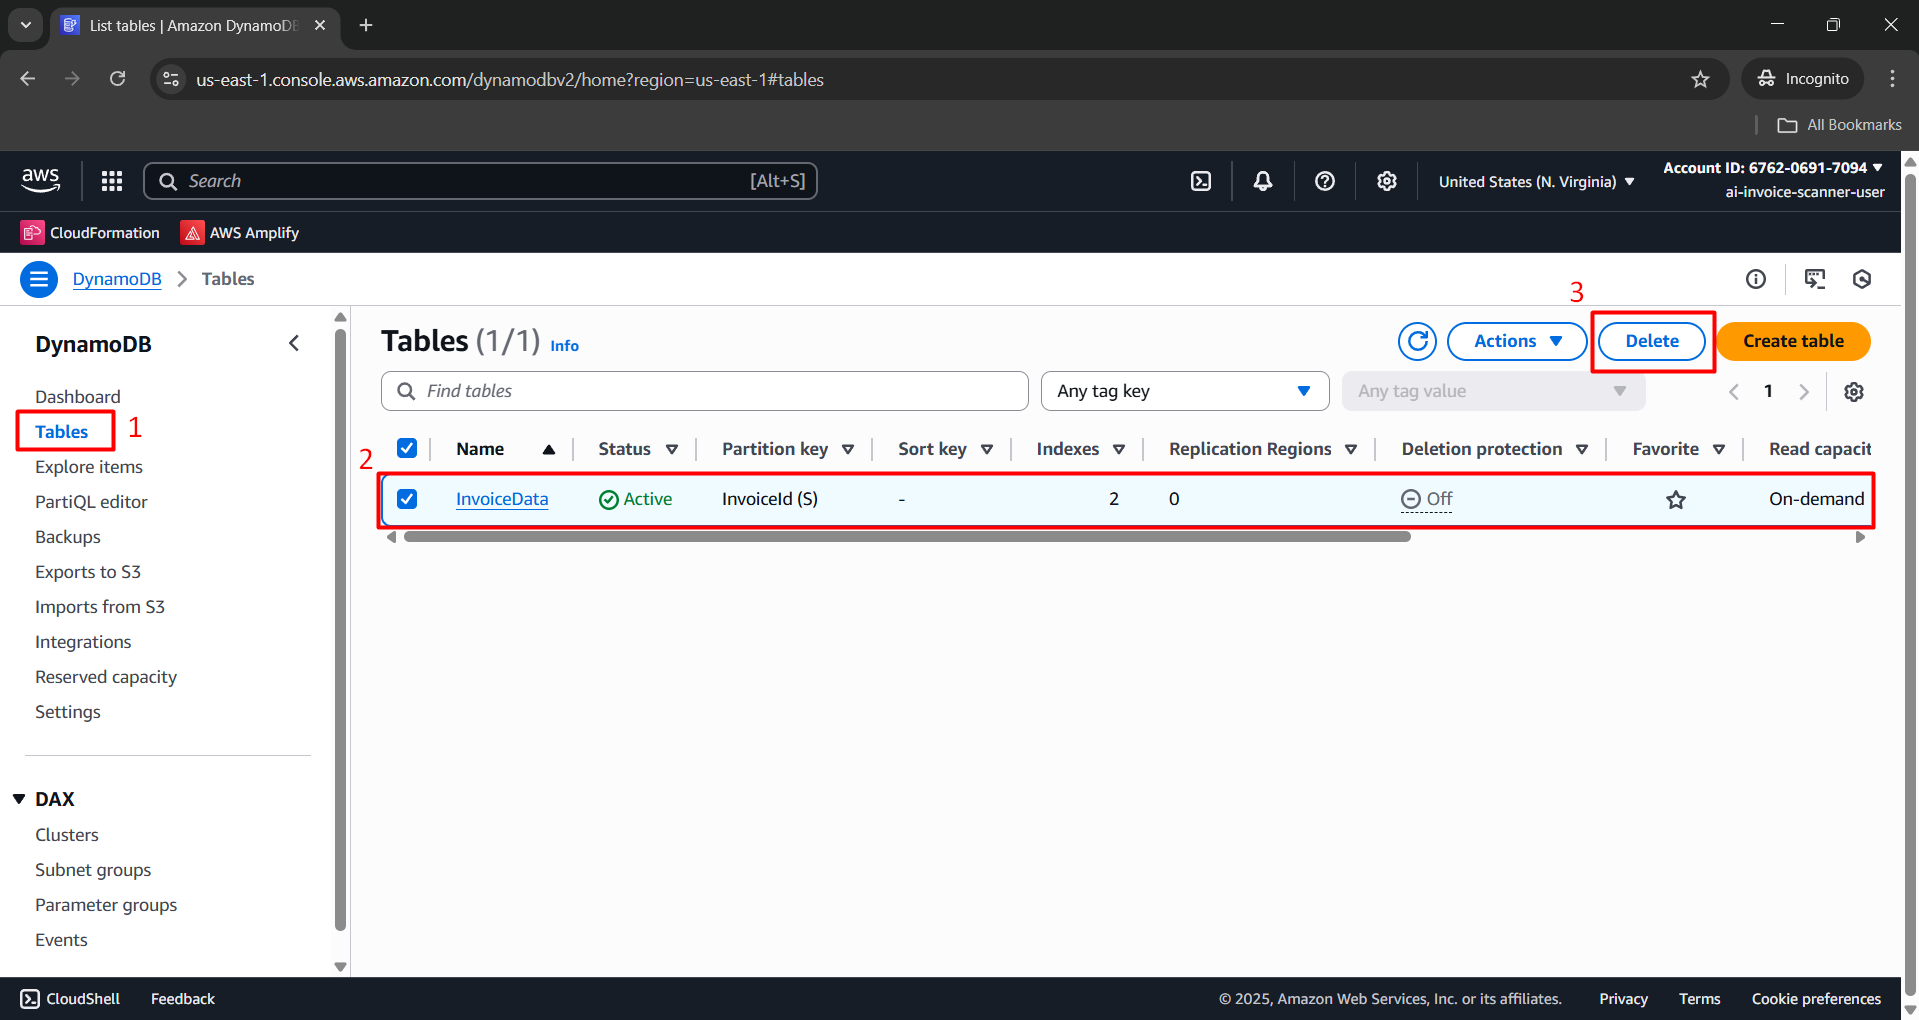 List tables | Amazon DynamoDB
us-east-1.console.aws.amazon.com/dynamodbv2/home?region=us-east-1#tables
Incognito
All Bookmarks
aws
Search
[Alt+S]
United States (N. Virginia)
Account ID: 6762-0691-7094
ai-invoice-scanner-user
CloudFormation
AWS Amplify
DynamoDB
Tables
DynamoDB
Dashboard
Tables
1
Explore items
PartiQL editor
Backups
Exports to S3
Imports from S3
Integrations
Reserved capacity
Settings
DAX
Clusters
Subnet groups
Parameter groups
Events
3
Tables (1/1) Info
Actions
Delete
Create table
Find tables
Any tag key
Any tag value
1
2
Name Status Partition key Sort key Indexes Replication Regions Deletion protection Favorite Read capacit
InvoiceData Active InvoiceId (S) - 2 0 Off On-demand
CloudShell Feedback
© 2025, Amazon Web Services, Inc. or its affiliates. Privacy Terms Cookie preferences